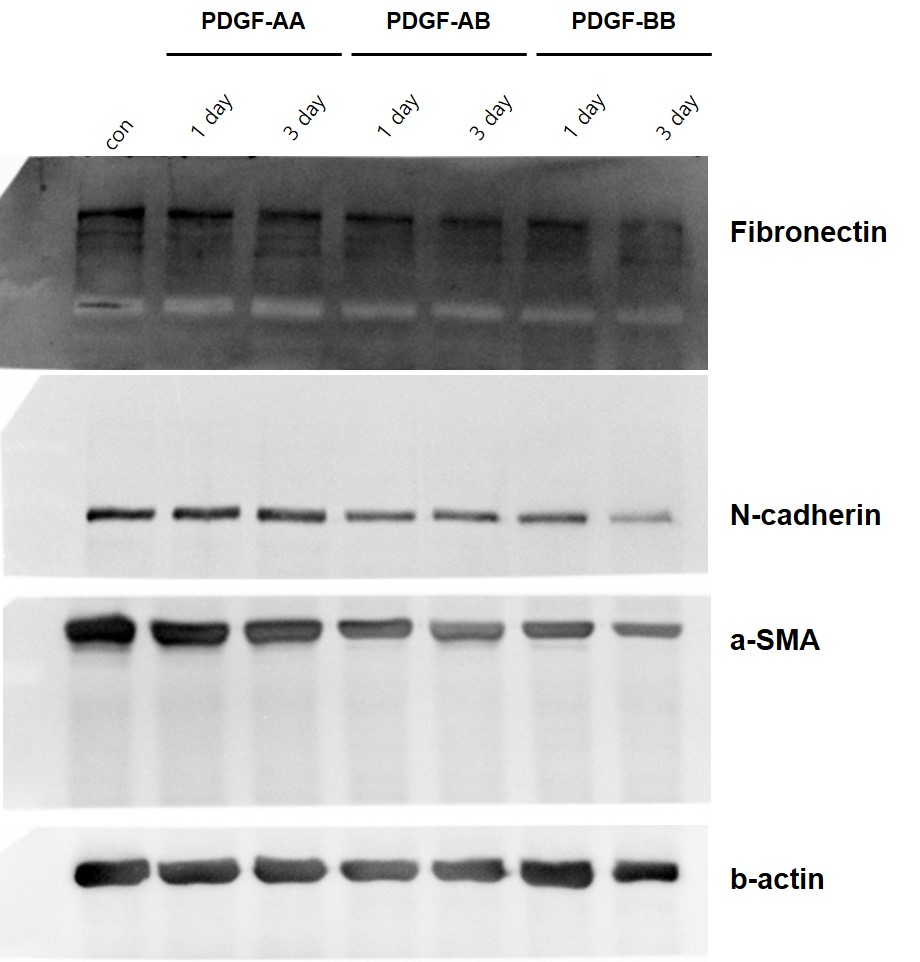 PDGF-AA PDGF-AB PDGF-BB
con 1 day 3 day 1 day 3 day 1 day 3 day
Fibronectin
N-cadherin
a-SMA
b-actin